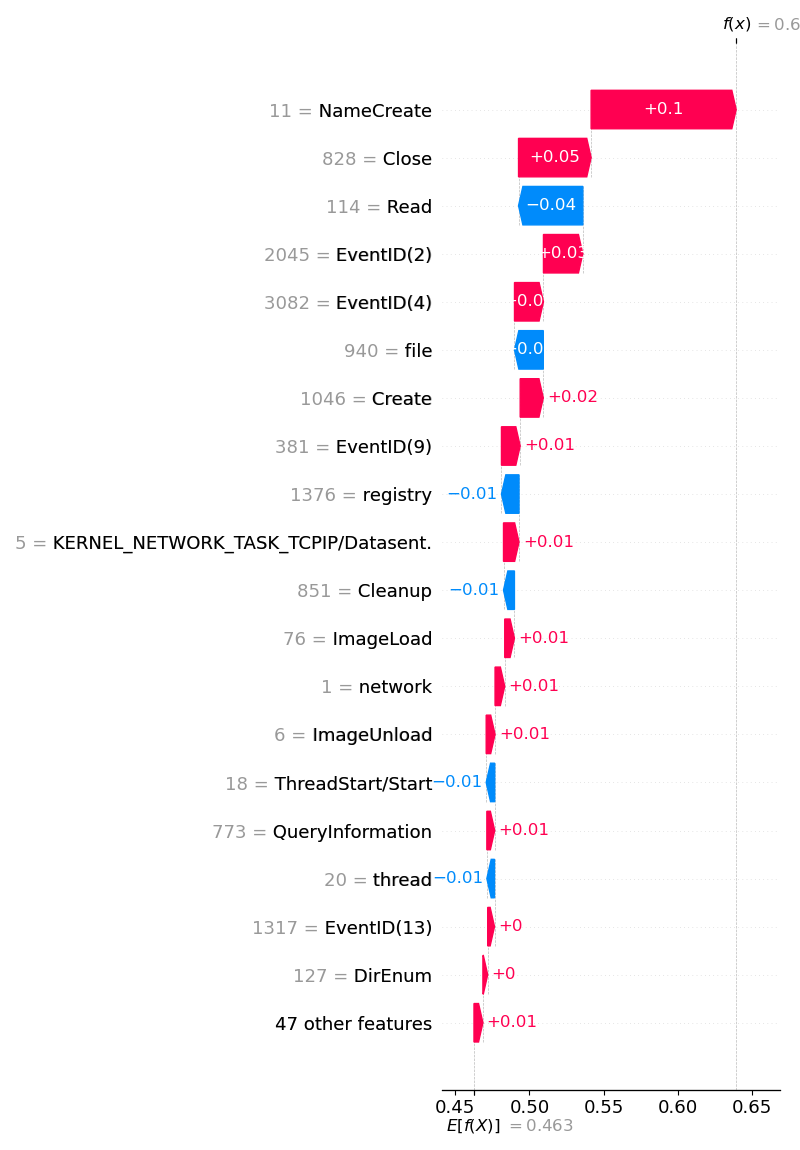 f(x) = 0.6
11 = NameCreate +0.1
828 = Close +0.05
114 = Read −0.04
2045 = EventID(2) +0.03
3082 = EventID(4)
940 = file
1046 = Create +0.02
381 = EventID(9) +0.01
1376 = registry −0.01
5 = KERNEL_NETWORK_TASK_TCPIP/Datasent. +0.01
851 = Cleanup −0.01
76 = ImageLoad +0.01
1 = network +0.01
6 = ImageUnload +0.01
18 = ThreadStart/Start −0.01
773 = QueryInformation +0.01
20 = thread −0.01
1317 = EventID(13) +0
127 = DirEnum +0
47 other features +0.01
0.45 0.50 0.55 0.60 0.65
E[f(X)] = 0.463